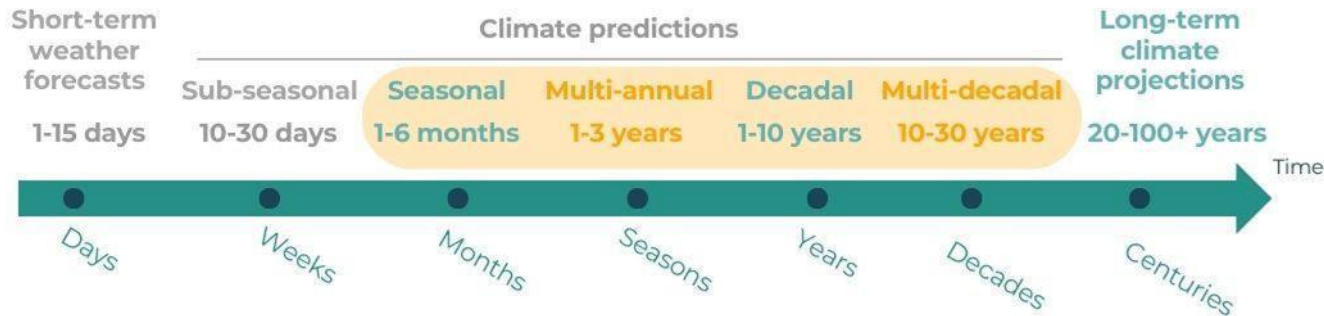 Short-term
weather
forecasts
1-15 days
Climate predictions
Sub-seasonal
10-30 days
Seasonal
1-6 months
Multi-annual
1-3 years
Decadal
1-10 years
Multi-decadal
10-30 years
Long-term
climate
projections
20-100+ years
Time
Days
Weeks
Months
Seasons
Years
Decades
Centuries